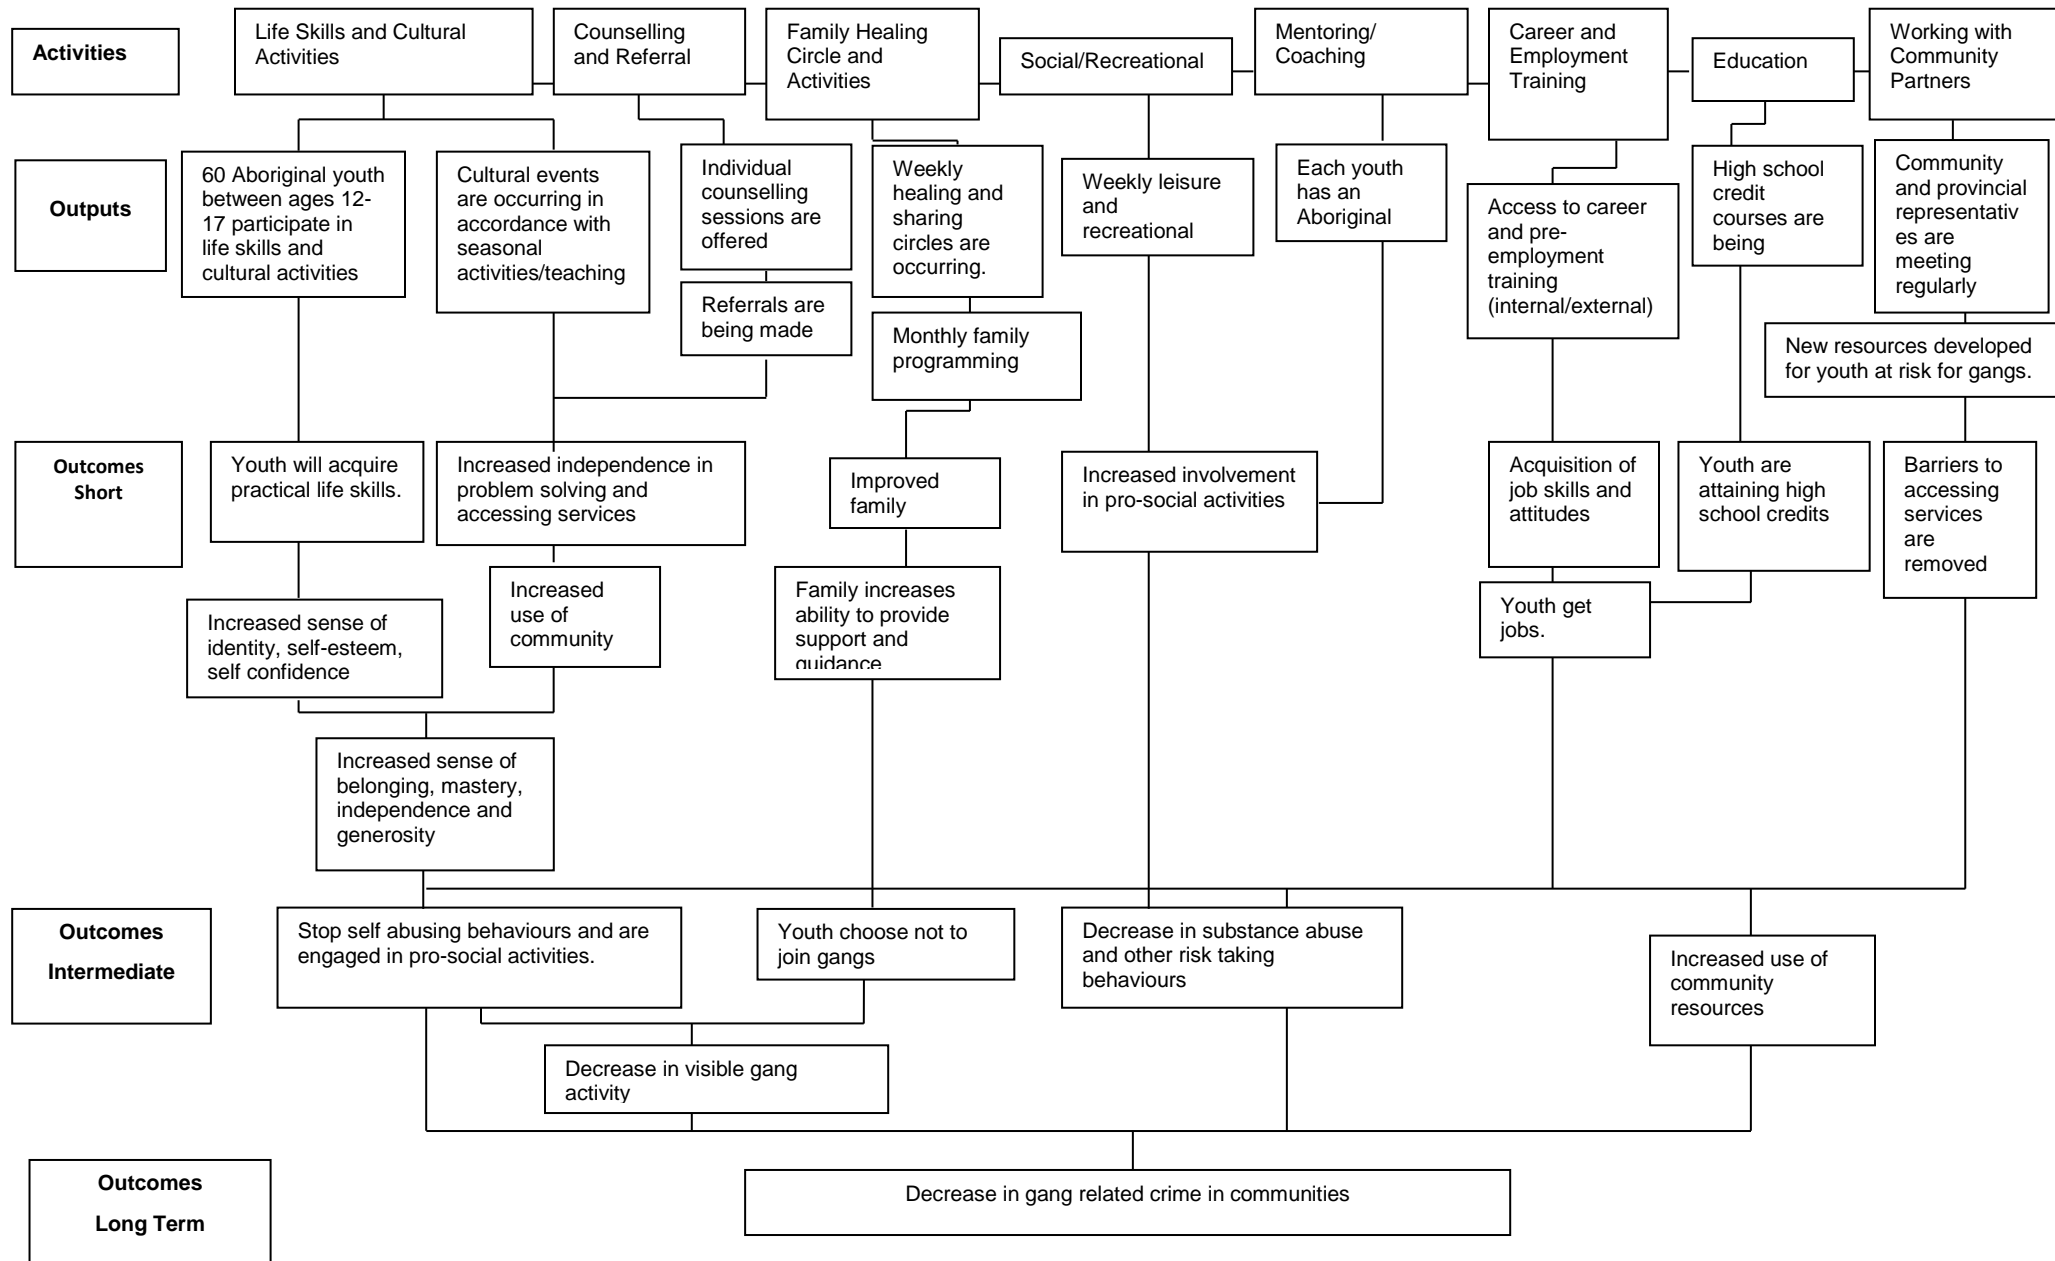 Activities
Life Skills and Cultural
Activities
Counselling
and Referral
Family Healing
Circle and
Activities
Social/Recreational
Mentoring/
Coaching
Career and
Employment
Training
Education
Working with
Community
Partners
Outputs
60 Aboriginal youth
between ages 12-
17 participate in
life skills and
cultural activities
Cultural events
are occurring in
accordance with
seasonal
activities/teaching
Individual
counselling
sessions are
offered
Referrals are
being made
Weekly
healing and
sharing
circles are
occurring.
Monthly family
programming
Weekly leisure
and
recreational
Each youth
has an
Aboriginal
Access to career
and pre-
employment
training
(internal/external)
High school
credit
courses are
being
Community
and provincial
representativ
es are
meeting
regularly
New resources developed
for youth at risk for gangs.
Outcomes
Short
Youth will acquire
practical life skills.
Increased independence in
problem solving and
accessing services
Improved
family
Increased involvement
in pro-social activities
Acquisition of
job skills and
attitudes
Youth are
attaining high
school credits
Barriers to
accessing
services
are
removed
Increased sense of
identity, self-esteem,
self confidence
Increased
use of
community
Family increases
ability to provide
support and
guidance
Youth get
jobs.
Increased sense of
belonging, mastery,
independence and
generosity
Outcomes
Intermediate
Stop self abusing behaviours and are
engaged in pro-social activities.
Youth choose not to
join gangs
Decrease in substance abuse
and other risk taking
behaviours
Increased use of
community
resources
Decrease in visible gang
activity
Outcomes
Long Term
Decrease in gang related crime in communities